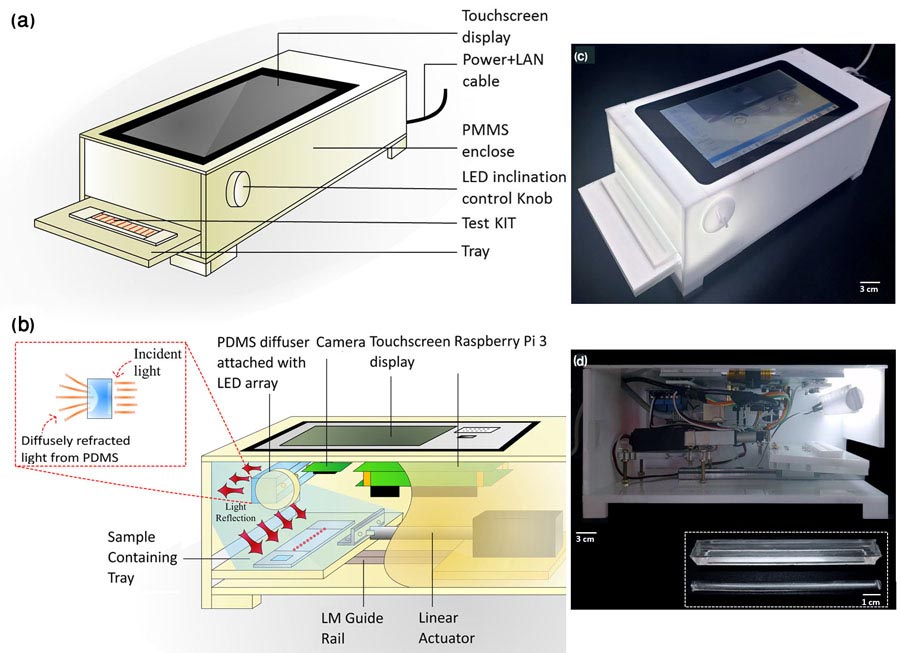 (a)
Touchscreen
display
Power+LAN
cable
PMMS
enclose
LED inclination
control Knob
Test KIT
Tray
(c)
3 cm
(b)
Incident
light
Diffusely refracted
light from PDMS
PDMS diffuser
attached with
LED array
Camera
Touchscreen
display
Raspberry Pi 3
Light
Reflection
Sample
Containing
Tray
LM Guide
Rail
Linear
Actuator
(d)
3 cm
1 cm